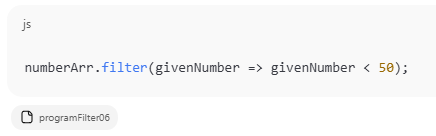 js
numberArr.filter(givenNumber => givenNumber < 50);
programFilter06